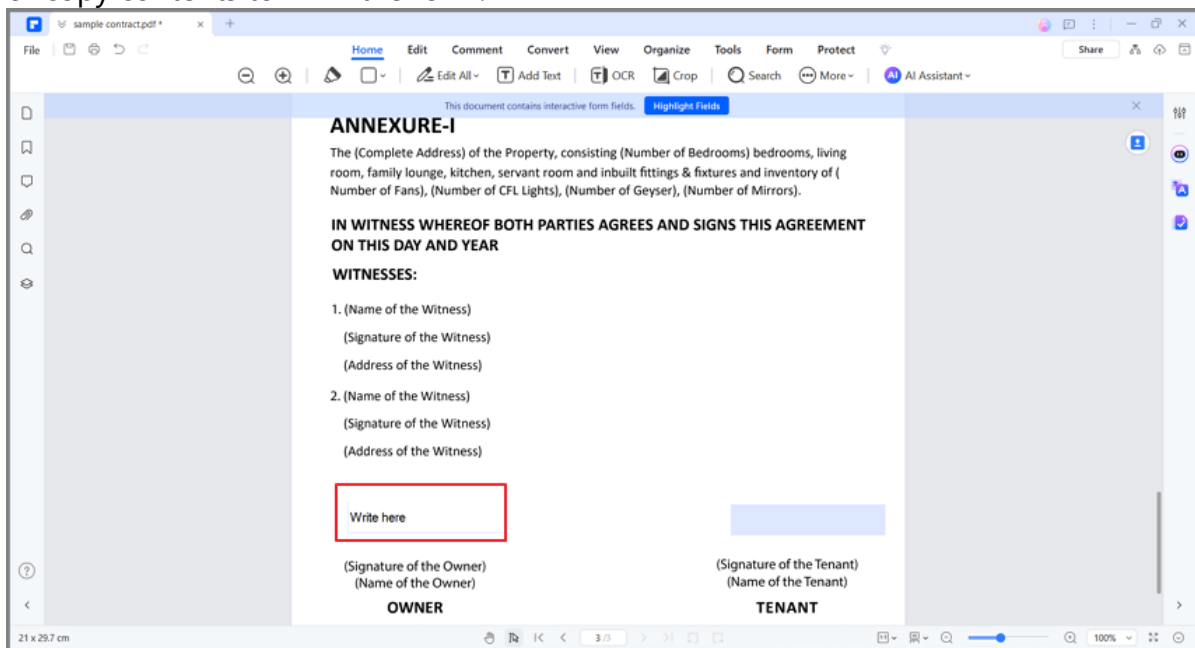 sample contract.pdf *
File
Home Edit Comment Convert View Organize Tools Form Protect
Share
Edit All
Add Text
OCR
Crop
Search
More
AI Assistant
This document contains interactive form fields. Highlight Fields
ANNEXURE-I
The (Complete Address) of the Property, consisting (Number of Bedrooms) bedrooms, living
room, family lounge, kitchen, servant room and inbuilt fittings & fixtures and inventory of (
Number of Fans), (Number of CFL Lights), (Number of Geyser), (Number of Mirrors).
IN WITNESS WHEREOF BOTH PARTIES AGREES AND SIGNS THIS AGREEMENT
ON THIS DAY AND YEAR
WITNESSES:
1. (Name of the Witness)
(Signature of the Witness)
(Address of the Witness)
2. (Name of the Witness)
(Signature of the Witness)
(Address of the Witness)
Write here
(Signature of the Owner)
(Name of the Owner)
OWNER
(Signature of the Tenant)
(Name of the Tenant)
TENANT
21 x 29.7 cm
3 /3
100%